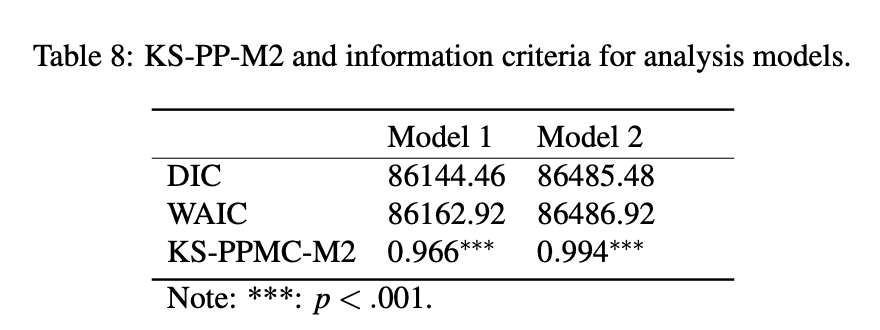 Table 8: KS-PP-M2 and information criteria for analysis models.
Model 1 Model 2
DIC 86144.46 86485.48
WAIC 86162.92 86486.92
KS-PPMC-M2 0.966*** 0.994***
Note: ***: p < .001.